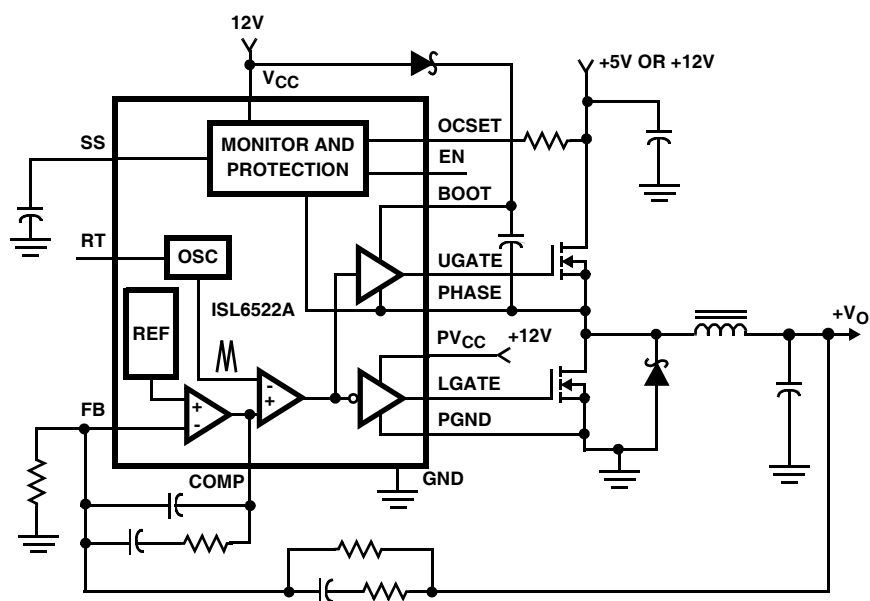 12V
VCC
+5V OR +12V
SS
MONITOR AND
PROTECTION
OCSET
EN
BOOT
RT
OSC
UGATE
PHASE
ISL6522A
REF
+VO
PVCC
+12V
LGATE
FB
+
-
-
+
PGND
COMP
GND